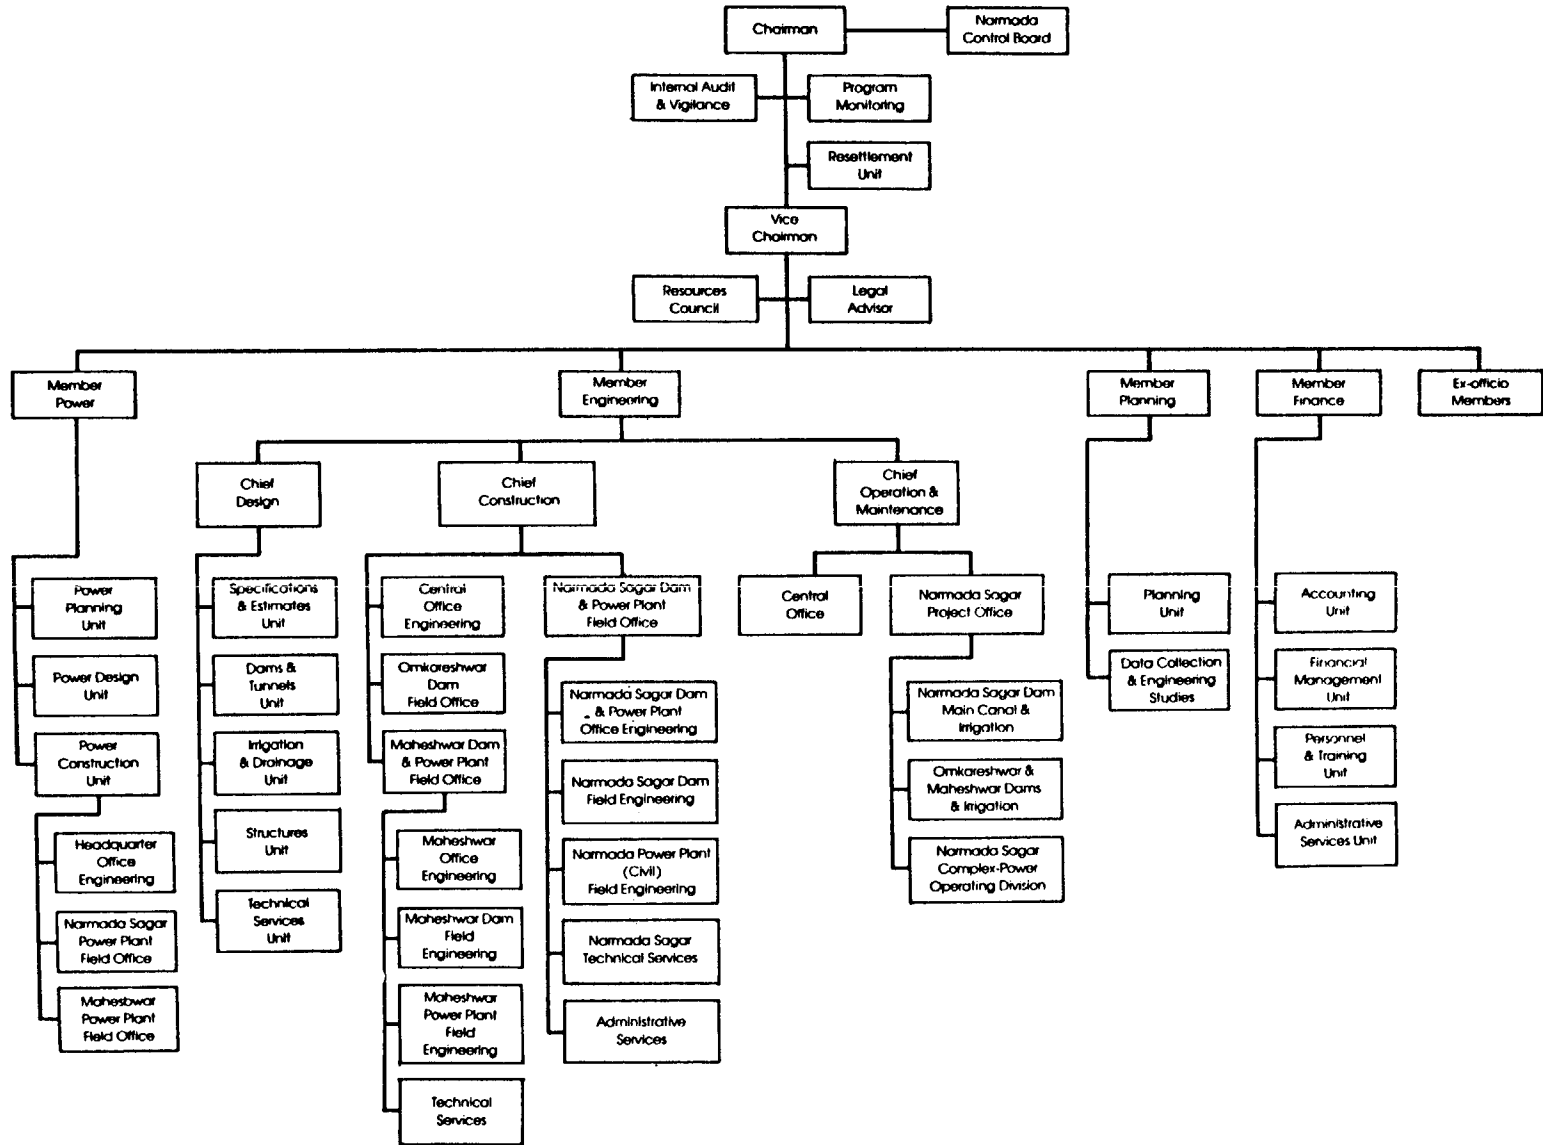 Chairman
Narmada
Control Board
Internal Audit
& Vigilance
Program
Monitoring
Resettlement
Unit
Vice
Chairman
Resources
Council
Legal
Advisor
Member
Power
Member
Engineering
Member
Planning
Member
Finance
Ex-officio
Members
Chief
Design
Chief
Construction
Chief
Operation &
Maintenance
Power
Planning
Unit
Power Design
Unit
Power
Construction
Unit
Headquarter
Office
Engineering
Narmada Sagar
Power Plant
Field Office
Maheshwar
Power Plant
Field Office
Specifications
& Estimates
Unit
Dams &
Tunnels
Unit
Irrigation
& Drainage
Unit
Structures
Unit
Technical
Services
Unit
Central
Office
Engineering
Omkareshwar
Dam
Field Office
Maheshwar Dam
& Power Plant
Field Office
Maheshwar
Office
Engineering
Maheshwar Dam
Field
Engineering
Maheshwar
Power Plant
Field
Engineering
Technical
Services
Narmada Sagar Dam
& Power Plant
Field Office
Narmada Sagar Dam
& Power Plant
Office Engineering
Narmada Sagar Dam
Field Engineering
Narmada Power Plant
(Civil)
Field Engineering
Narmada Sagar
Technical Services
Administrative
Services
Central
Office
Narmada Sagar
Project Office
Narmada Sagar Dam
Main Canal &
Irrigation
Omkareshwar &
Maheshwar Dams
& Irrigation
Narmada Sagar
Complex-Power
Operating Division
Planning
Unit
Data Collection
& Engineering
Studies
Accounting
Unit
Financial
Management
Unit
Personnel
& Training
Unit
Administrative
Services Unit